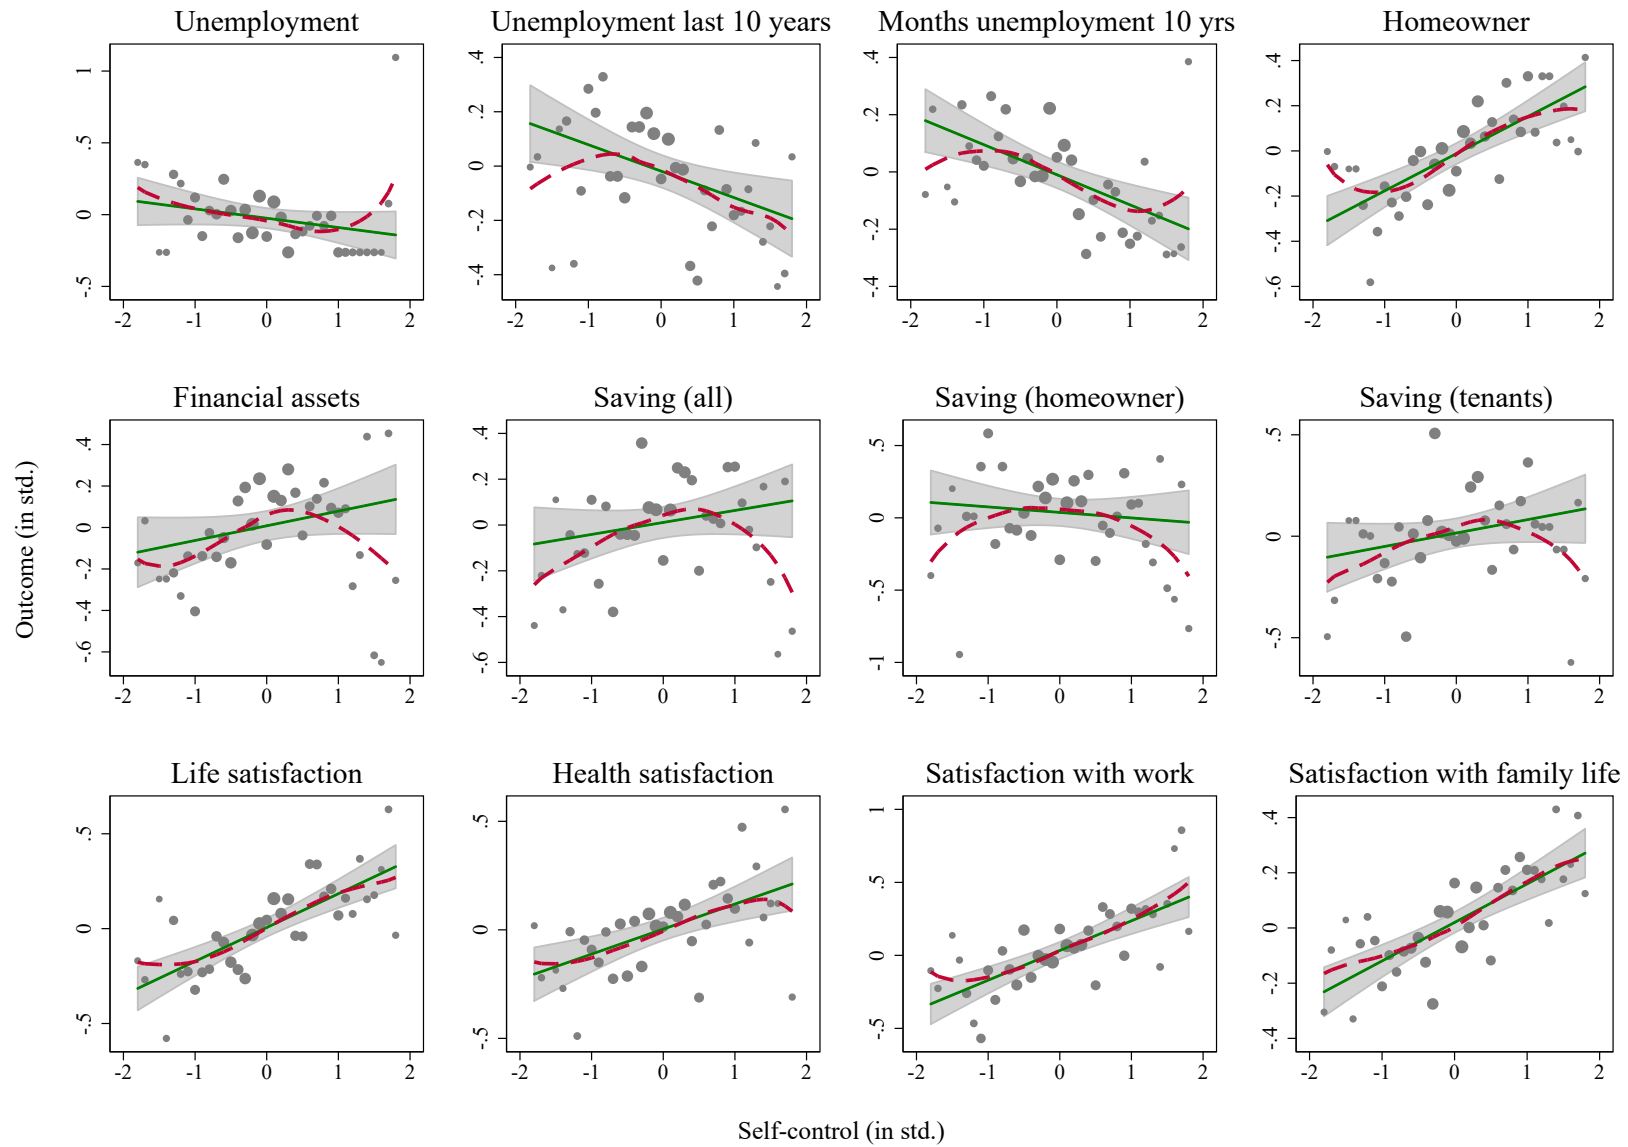 Unemployment
Unemployment last 10 years
Months unemployment 10 yrs
Homeowner
1
.5
0
-.5
-2 -1 0 1 2
.4
.2
0
-.2
-.4
-2 -1 0 1 2
.4
.2
0
-.2
-.4
-2 -1 0 1 2
.4
.2
0
-.2
-.4
-.6
-2 -1 0 1 2
Outcome (in std.)
Financial assets
Saving (all)
Saving (homeowner)
Saving (tenants)
.4
.2
0
-.2
-.4
-.6
-2 -1 0 1 2
.4
.2
0
-.2
-.4
-.6
-2 -1 0 1 2
.5
0
-.5
-1
-2 -1 0 1 2
.5
0
-.5
-2 -1 0 1 2
Life satisfaction
Health satisfaction
Satisfaction with work
Satisfaction with family life
.5
0
-.5
-2 -1 0 1 2
.5
0
-.5
-2 -1 0 1 2
1
.5
0
-.5
-2 -1 0 1 2
.4
.2
0
-.2
-.4
-2 -1 0 1 2
Self-control (in std.)